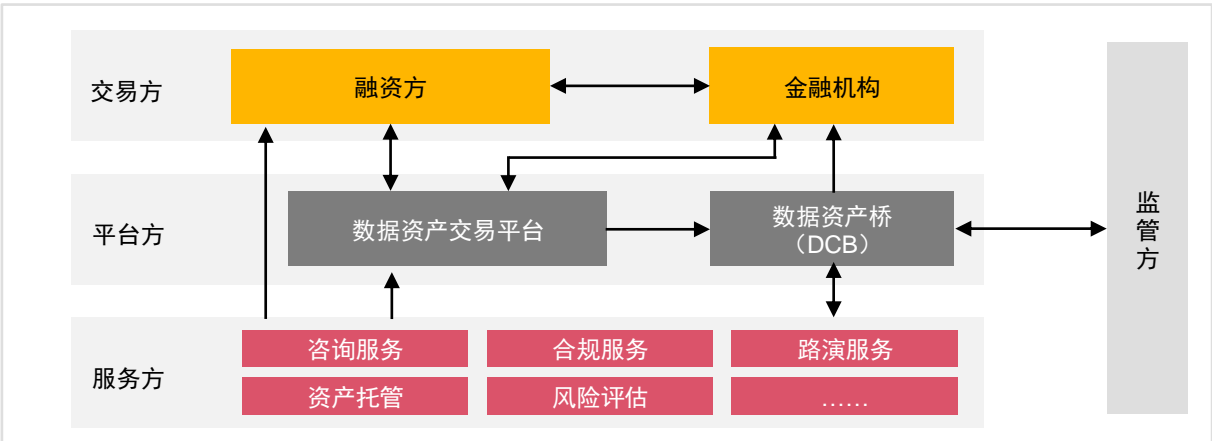 交易方
融资方
金融机构
平台方
数据资产交易平台
数据资产桥
（DCB）
服务方
咨询服务
合规服务
路演服务
资产托管
风险评估
……
监管方